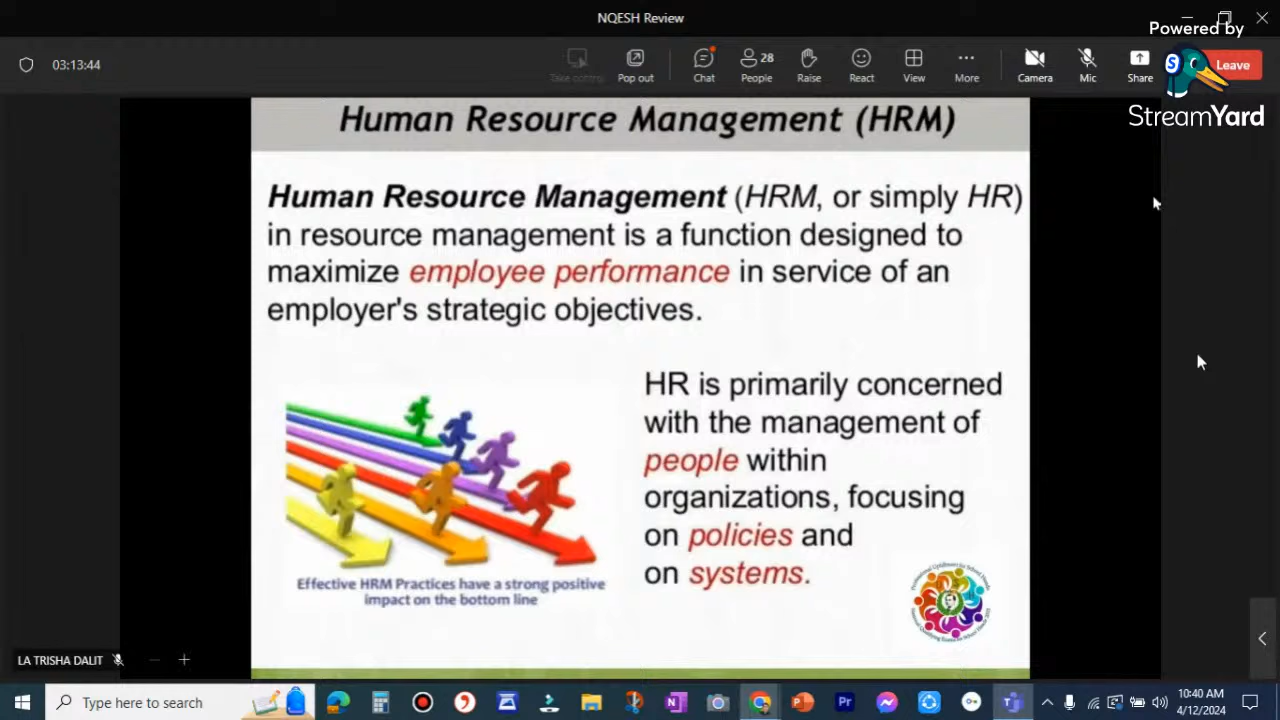 NQESH Review
Powered by
StreamYard
03:13:44
Take control
Pop out
Chat
28
People
Raise
React
View
More
Camera
Mic
Share
Leave
Human Resource Management (HRM)
Human Resource Management (HRM, or simply HR)
in resource management is a function designed to
maximize employee performance in service of an
employer's strategic objectives.
HR is primarily concerned
with the management of
people within
organizations, focusing
on policies and
on systems.
Effective HRM Practices have a strong positive
impact on the bottom line
LA TRISHA DALIT
Type here to search
10:40 AM
4/12/2024